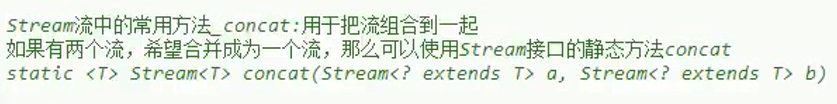 Stream流中的常用方法_concat:用于把流组合到一起
如果有两个流，希望合并成为一个流，那么可以使用Stream接口的静态方法concat
static <T> Stream<T> concat(Stream<? extends T> a, Stream<? extends T> b)